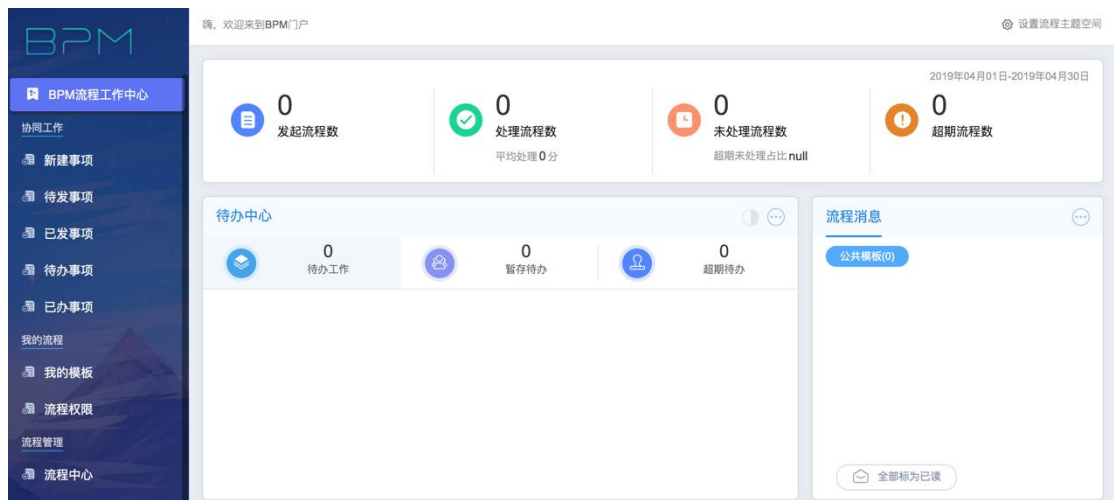 BPM
嗨，欢迎来到BPM门户
设置流程主题空间
BPM流程工作中心
协同工作
新建事项
待发事项
已发事项
待办事项
已办事项
我的流程
我的模板
流程权限
流程管理
流程中心
2019年04月01日-2019年04月30日
0
发起流程数
0
处理流程数
平均处理0分
0
未处理流程数
超期未处理占比null
0
超期流程数
待办中心
0
待办工作
0
暂存待办
0
超期待办
流程消息
公共模板(0)
全部标为已读